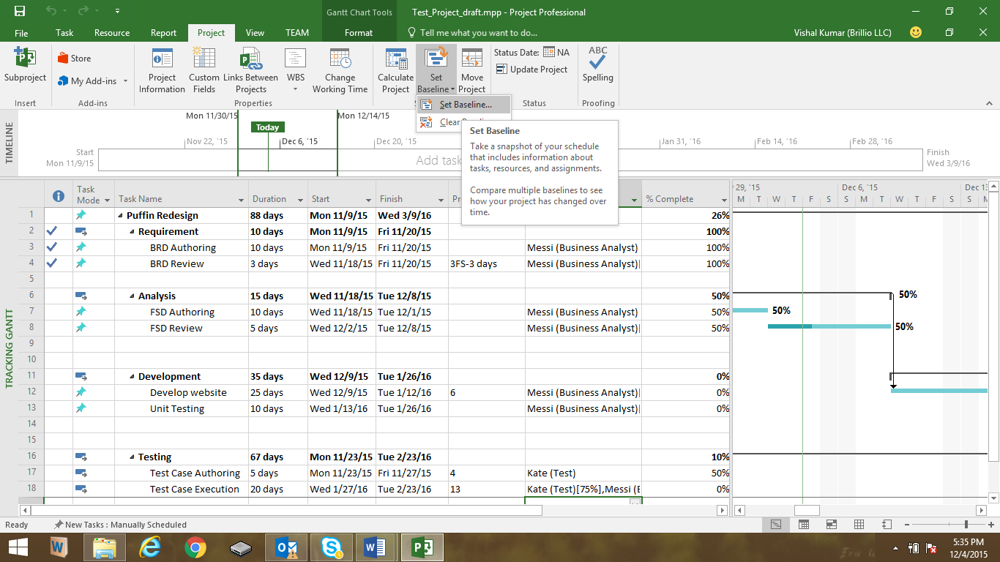 Gantt Chart Tools
Test_Project_draft.mpp - Project Professional
File Task Resource Report Project View TEAM Format Tell me what you want to do... Vishal Kumar (Brillio LLC)
Subproject
Store
My Add-ins
Project Information
Custom Fields
Links Between Projects
WBS
Change Working Time
Calculate Project
Set Baseline
Move Project
Status Date: NA
Update Project
ABC
Spelling
Insert Add-ins Properties Status Proofing
Set Baseline...
Clear
Set Baseline
Take a snapshot of your schedule
that includes information about
tasks, resources, and assignments.
Compare multiple baselines to see
how your project has changed over
time.
TIMELINE
Mon 11/30/15 Mon 12/14/15
Today
Nov 22, '15 Dec 6, '15 Dec 20, '15 Jan 31, '16 Feb 14, '16 Feb 28, '16
Start
Mon 11/9/15
Add task
Finish
Wed 3/9/16
TRACKING GANTT
Task Mode Task Name Duration Start Finish % Complete
29, '15 Dec 6, '15 Dec 13
M T W T F S S M T W T F S S M
1 Puffin Redesign 88 days Mon 11/9/15 Wed 3/9/16 26%
2 Requirement 10 days Mon 11/9/15 Fri 11/20/15 100%
3 BRD Authoring 10 days Mon 11/9/15 Fri 11/20/15 Messi (Business Analyst) 100%
4 BRD Review 3 days Wed 11/18/15 Fri 11/20/15 3FS-3 days Messi (Business Analyst)[ 100%
5
6 Analysis 15 days Wed 11/18/15 Tue 12/8/15 50% 50%
7 FSD Authoring 10 days Wed 11/18/15 Tue 12/1/15 Messi (Business Analyst) 50% 50%
8 FSD Review 5 days Wed 12/2/15 Tue 12/8/15 Messi (Business Analyst)[ 50% 50%
9
10
11 Development 35 days Wed 12/9/15 Tue 1/26/16 0%
12 Develop website 25 days Wed 12/9/15 Tue 1/12/16 6 Messi (Business Analyst)[ 0%
13 Unit Testing 10 days Wed 1/13/16 Tue 1/26/16 Messi (Business Analyst)[ 0%
14
15
16 Testing 67 days Mon 11/23/15 Tue 2/23/16 10%
17 Test Case Authoring 5 days Mon 11/23/15 Fri 11/27/15 4 Kate (Test) 50%
18 Test Case Execution 20 days Wed 1/27/16 Tue 2/23/16 13 Kate (Test)[75%],Messi (B 0%
Ready New Tasks : Manually Scheduled
5:35 PM
12/4/2015